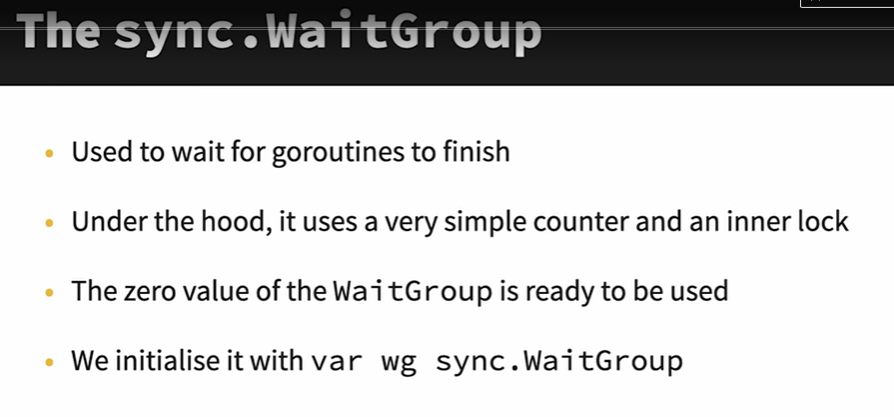 The sync.WaitGroup
• Used to wait for goroutines to finish
• Under the hood, it uses a very simple counter and an inner lock
• The zero value of the WaitGroup is ready to be used
• We initialise it with var wg sync.WaitGroup